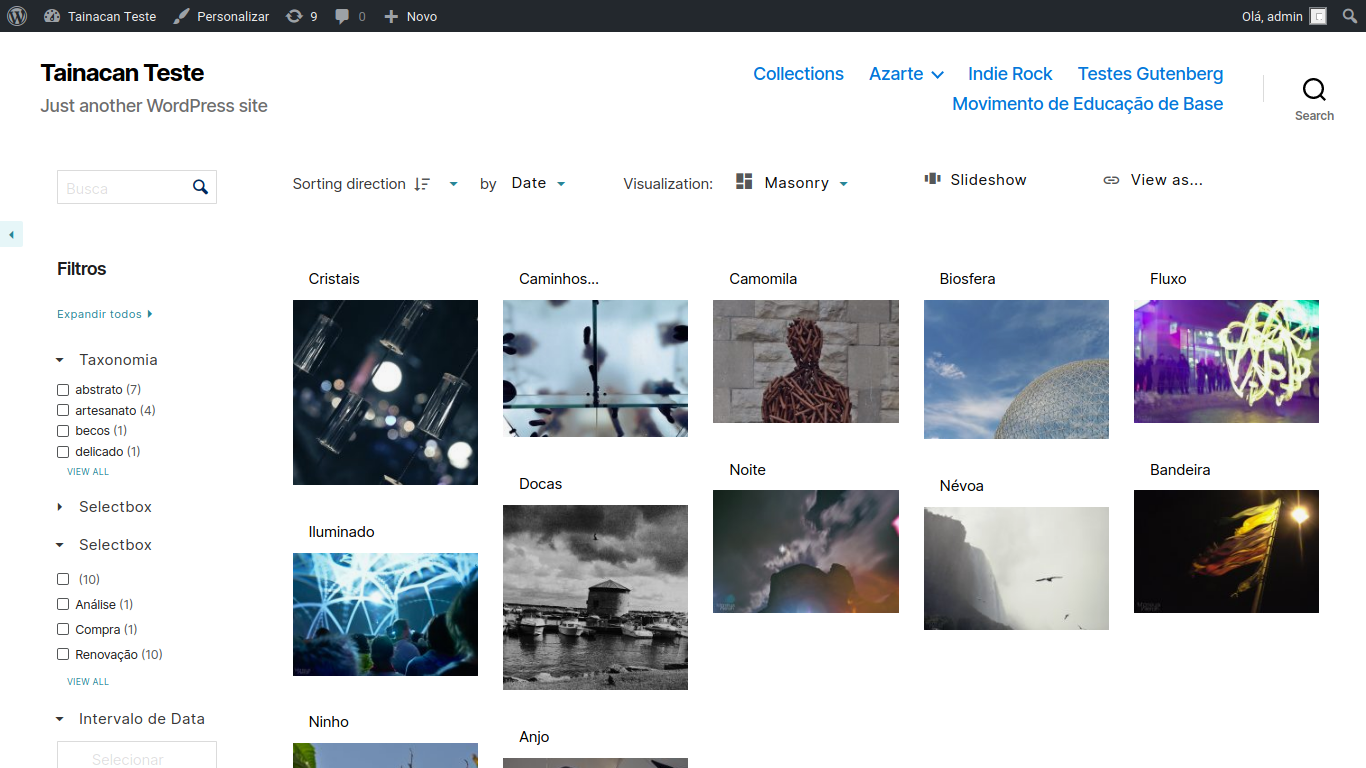 Tainacan Teste
Personalizar
9
0
Novo
Olá, admin
Tainacan Teste
Just another WordPress site
Collections
Azarte
Indie Rock
Testes Gutenberg
Movimento de Educação de Base
Search
Busca
Sorting direction
by
Date
Visualization:
Masonry
Slideshow
View as...
Filtros
Expandir todos
Taxonomia
abstrato (7)
artesanato (4)
becos (1)
delicado (1)
VIEW ALL
Selectbox
Selectbox
(10)
Análise (1)
Compra (1)
Renovação (10)
VIEW ALL
Intervalo de Data
Selecionar
Cristais
Caminhos...
Camomila
Biosfera
Fluxo
Noite
Bandeira
Docas
Névoa
Iluminado
Ninho
Anjo